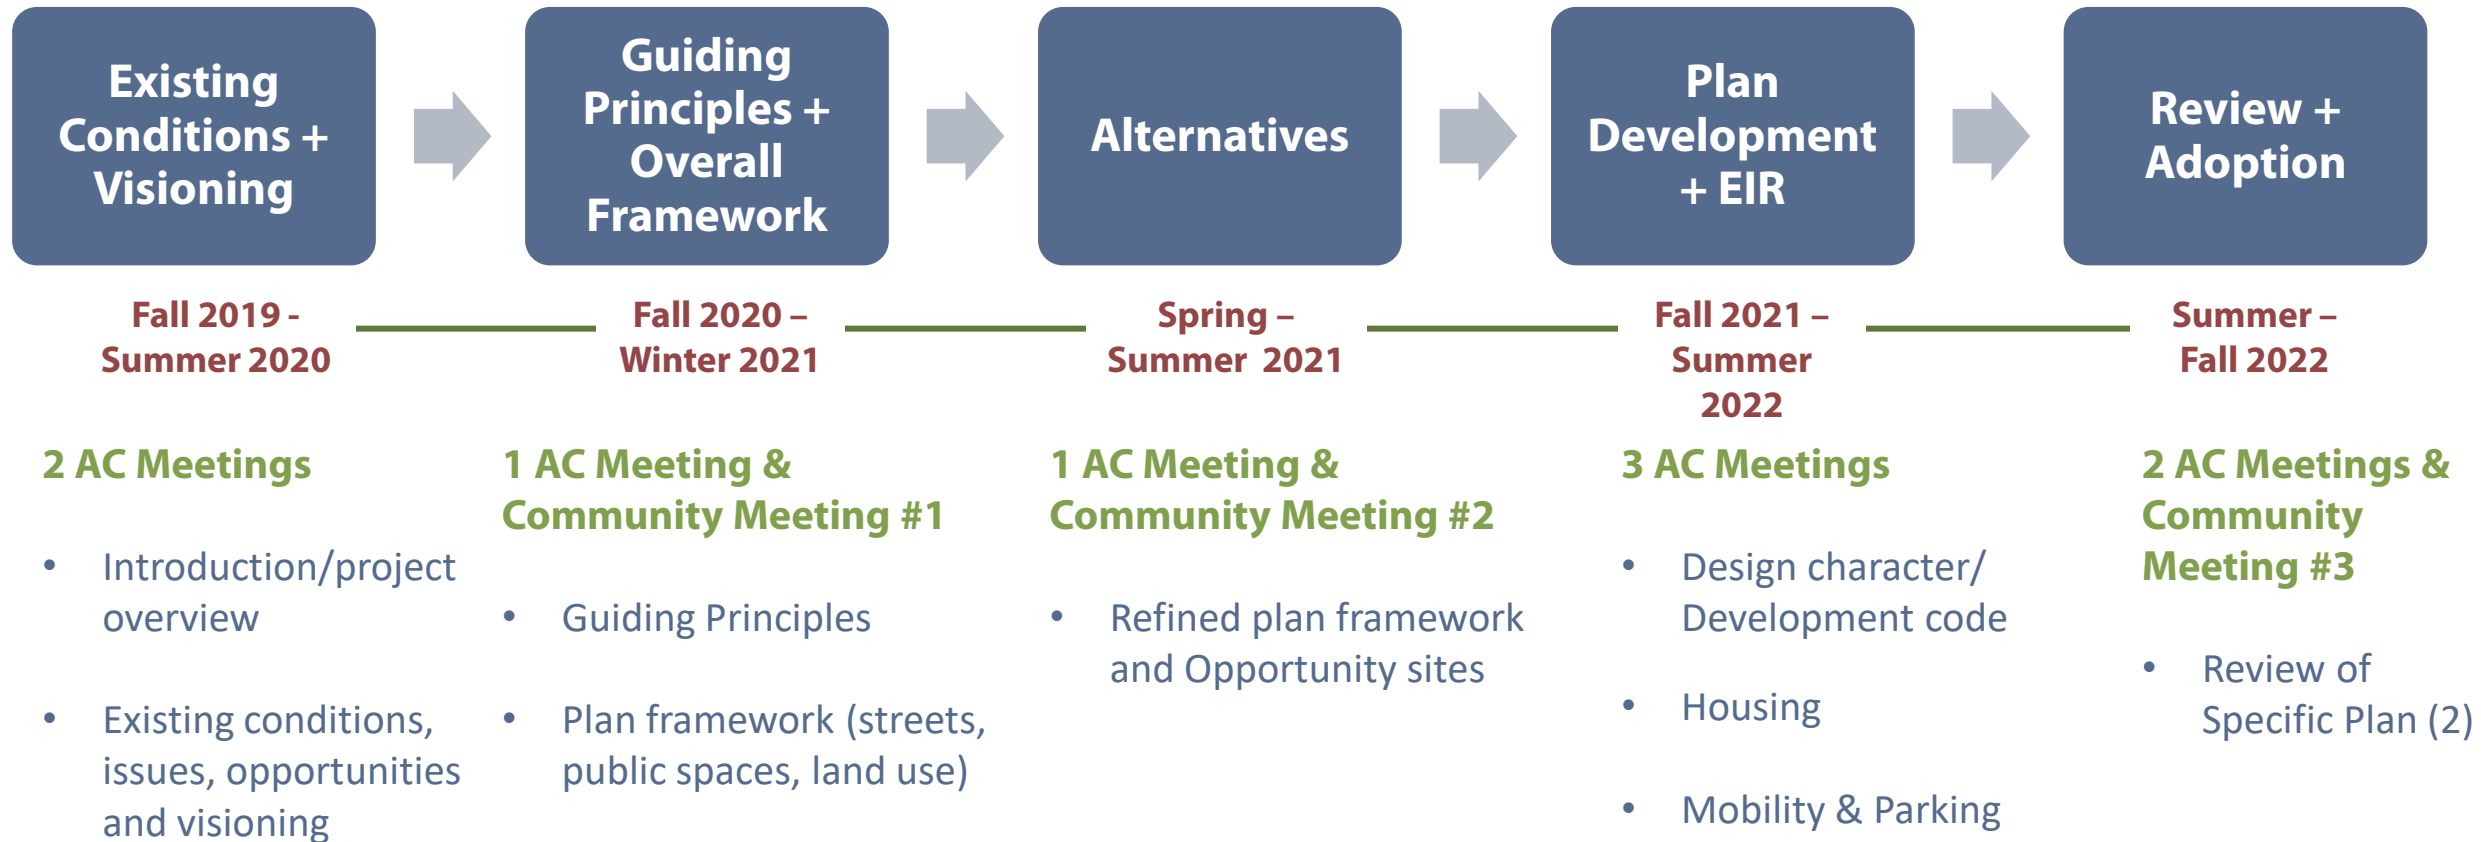 Existing
Conditions +
Visioning
Guiding
Principles +
Overall
Framework
Alternatives
Plan
Development
+ EIR
Review +
Adoption
Fall 2019 -
Summer 2020
Fall 2020 –
Winter 2021
Spring –
Summer 2021
Fall 2021 –
Summer
2022
Summer –
Fall 2022
2 AC Meetings
• Introduction/project
overview
• Existing conditions,
issues, opportunities
and visioning
1 AC Meeting &
Community Meeting #1
• Guiding Principles
• Plan framework (streets,
public spaces, land use)
1 AC Meeting &
Community Meeting #2
• Refined plan framework
and Opportunity sites
3 AC Meetings
• Design character/
Development code
• Housing
• Mobility & Parking
2 AC Meetings &
Community
Meeting #3
• Review of
Specific Plan (2)